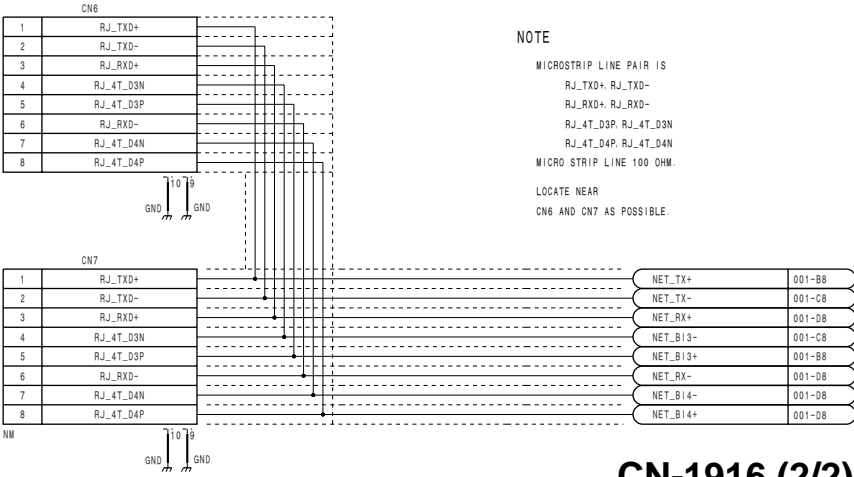 CN6
1 RJ_TXD+
2 RJ_TXD-
3 RJ_RXD+
4 RJ_4T_D3N
5 RJ_4T_D3P
6 RJ_RXD-
7 RJ_4T_D4N
8 RJ_4T_D4P
10 9
GND GND
NOTE
MICROSTRIP LINE PAIR IS
RJ_TXD+, RJ_TXD-
RJ_RXD+, RJ_RXD-
RJ_4T_D3P, RJ_4T_D3N
RJ_4T_D4P, RJ_4T_D4N
MICRO STRIP LINE 100 OHM.
LOCATE NEAR
CN6 AND CN7 AS POSSIBLE.
CN7
1 RJ_TXD+ NET_TX+ 001-B8
2 RJ_TXD- NET_TX- 001-C8
3 RJ_RXD+ NET_RX+ 001-D8
4 RJ_4T_D3N NET_BI3- 001-C8
5 RJ_4T_D3P NET_BI3+ 001-B8
6 RJ_RXD- NET_RX- 001-D8
7 RJ_4T_D4N NET_BI4- 001-D8
8 RJ_4T_D4P NET_BI4+ 001-D8
NM
10 9
GND GND
CN-1916 (2/2)